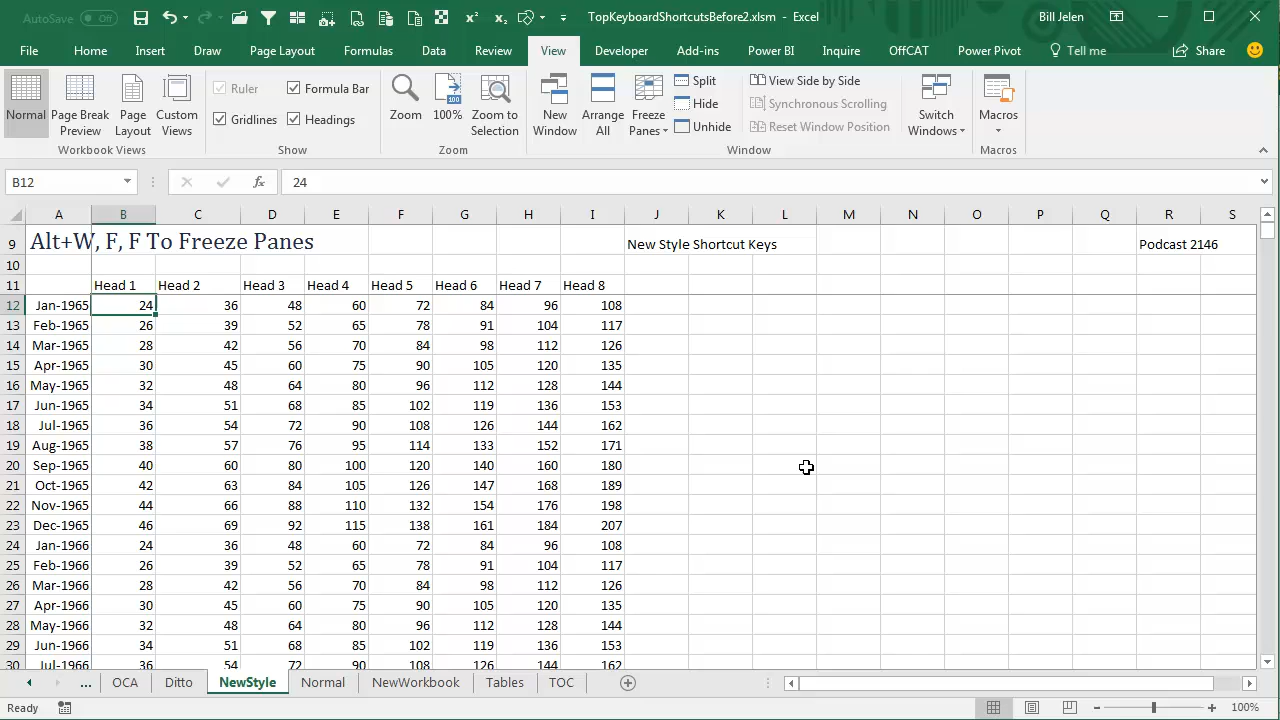 AutoSave Off TopKeyboardShortcutsBefore2.xlsm - Excel Bill Jelen
File Home Insert Draw Page Layout Formulas Data Review View Developer Add-ins Power BI Inquire OffCAT Power Pivot Tell me Share
Normal Page Break Preview Page Layout Custom Views
Ruler Formula Bar
Gridlines Headings
Zoom 100% Zoom to Selection
New Window Arrange All Freeze Panes
Split View Side by Side
Hide Synchronous Scrolling
Unhide Reset Window Position
Switch Windows Macros
Workbook Views Show Zoom Window Macros
B12 fx 24
A B C D E F G H I J K L M N O P Q R S
9 Alt+W, F, F To Freeze Panes New Style Shortcut Keys Podcast 2146
10
11 Head 1 Head 2 Head 3 Head 4 Head 5 Head 6 Head 7 Head 8
12 Jan-1965 24 36 48 60 72 84 96 108
13 Feb-1965 26 39 52 65 78 91 104 117
14 Mar-1965 28 42 56 70 84 98 112 126
15 Apr-1965 30 45 60 75 90 105 120 135
16 May-1965 32 48 64 80 96 112 128 144
17 Jun-1965 34 51 68 85 102 119 136 153
18 Jul-1965 36 54 72 90 108 126 144 162
19 Aug-1965 38 57 76 95 114 133 152 171
20 Sep-1965 40 60 80 100 120 140 160 180
21 Oct-1965 42 63 84 105 126 147 168 189
22 Nov-1965 44 66 88 110 132 154 176 198
23 Dec-1965 46 69 92 115 138 161 184 207
24 Jan-1966 24 36 48 60 72 84 96 108
25 Feb-1966 26 39 52 65 78 91 104 117
26 Mar-1966 28 42 56 70 84 98 112 126
27 Apr-1966 30 45 60 75 90 105 120 135
28 May-1966 32 48 64 80 96 112 128 144
29 Jun-1966 34 51 68 85 102 119 136 153
30 Jul-1966 36 54 72 90 108 126 144 162
... OCA Ditto NewStyle Normal NewWorkbook Tables TOC
Ready 100%